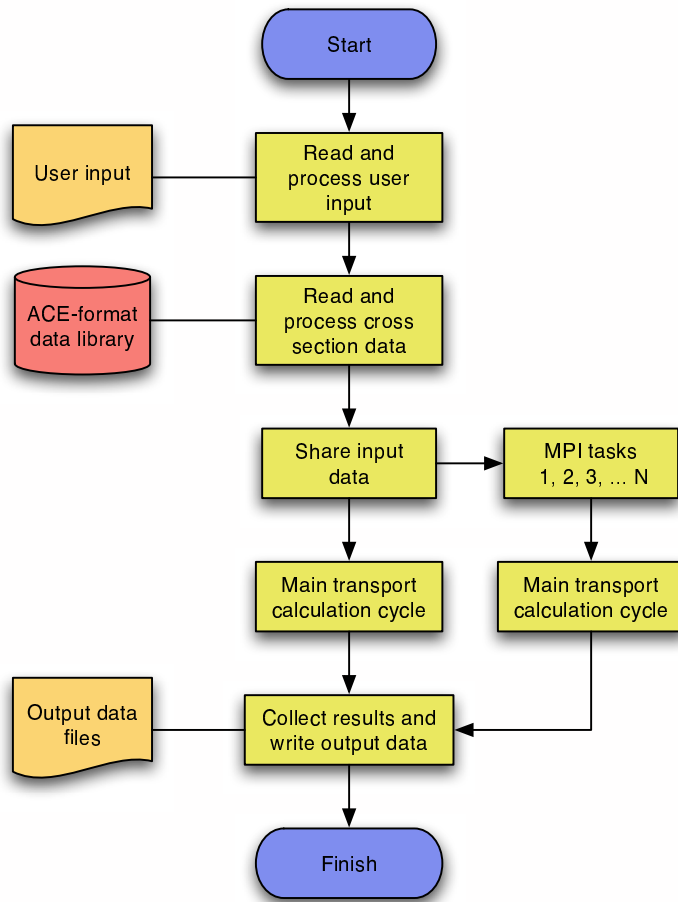 Start
User input
Read and
process user
input
ACE-format
data library
Read and
process cross
section data
Share input
data
MPI tasks
1, 2, 3, ... N
Main transport
calculation cycle
Main transport
calculation cycle
Output data
files
Collect results and
write output data
Finish